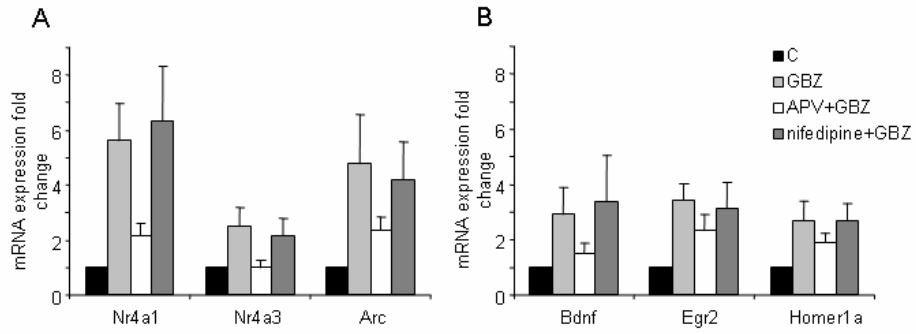 A
mRNA expression fold
change
8
6
4
2
0
Nr4a1 Nr4a3 Arc
B
mRNA expression fold
change
8
6
4
2
0
Bdnf Egr2 Homer1a
C
GBZ
APV+GBZ
nifedipine+GBZ